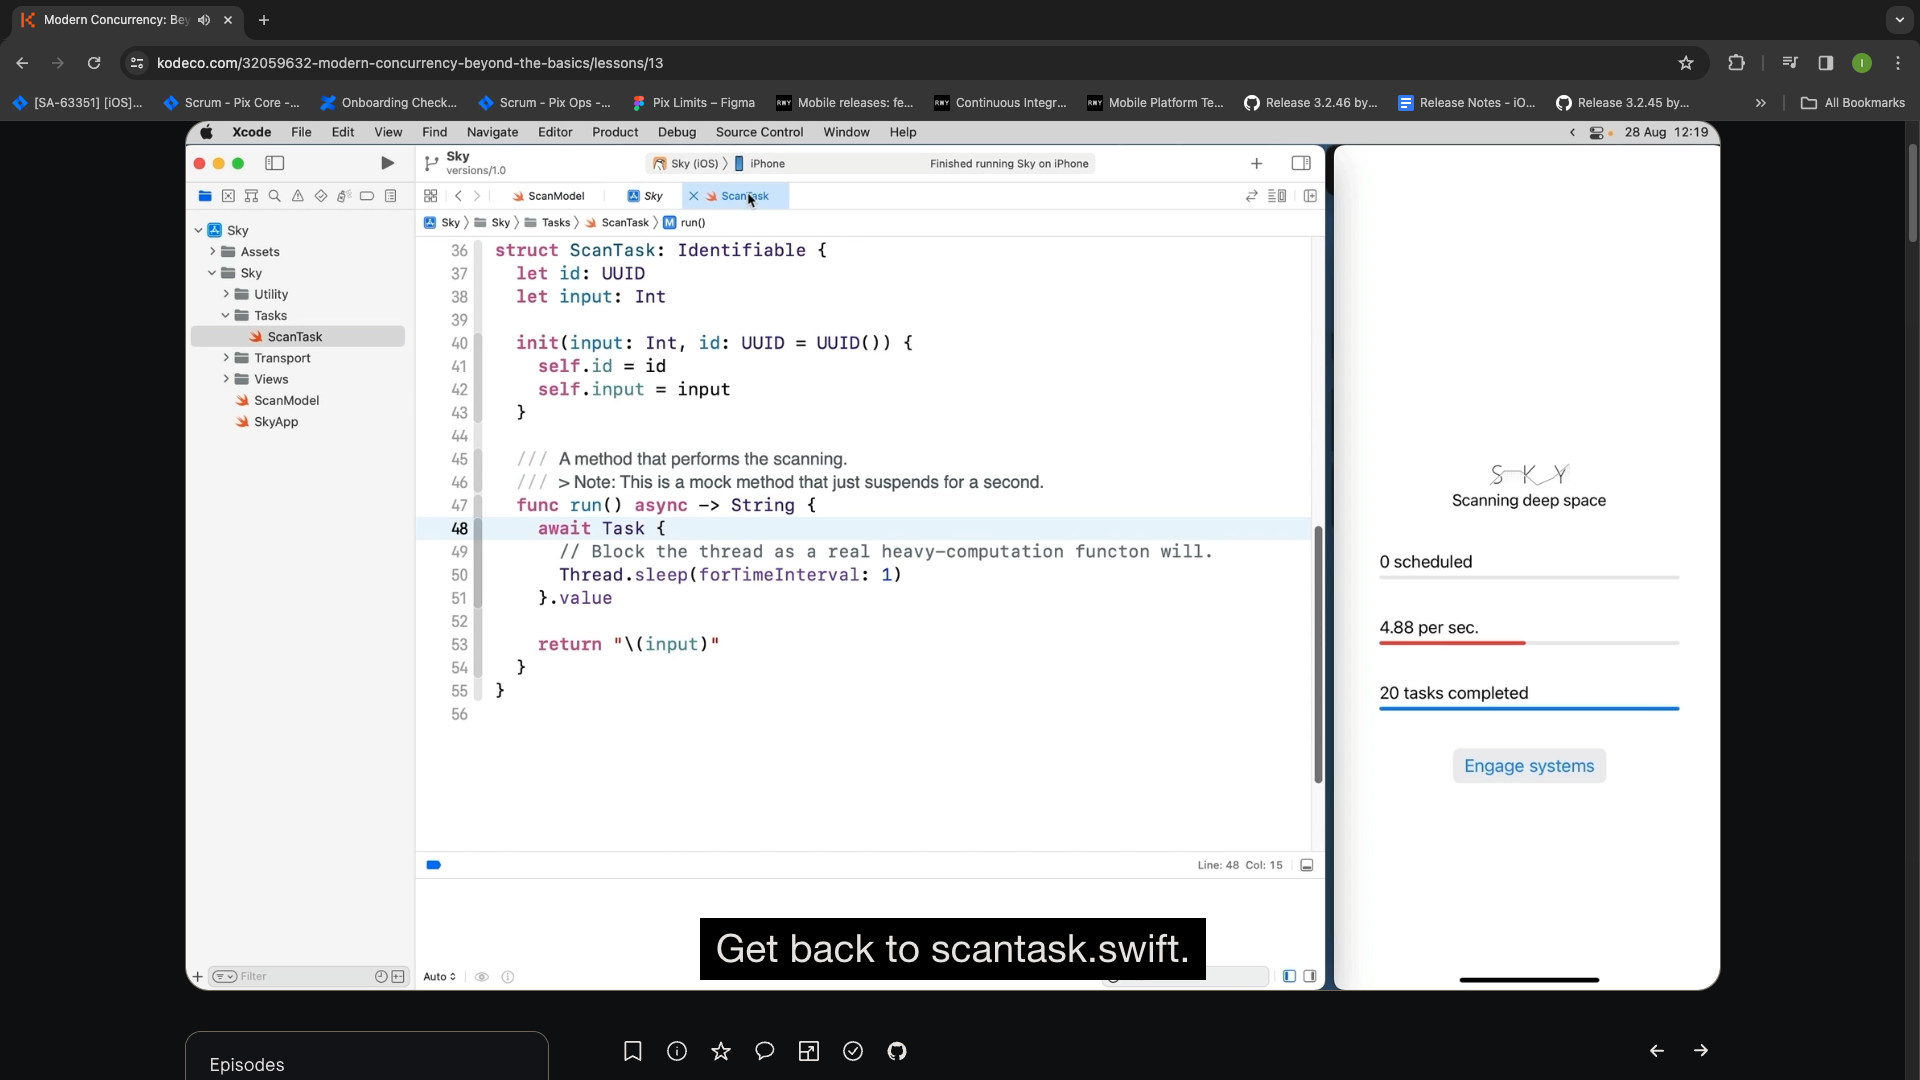 Modern Concurrency: Bey
kodeco.com/32059632-modern-concurrency-beyond-the-basics/lessons/13
I
[SA-63351] [iOS]...
Scrum - Pix Core -...
Onboarding Check...
Scrum - Pix Ops -...
Pix Limits – Figma
Mobile releases: fe...
Continuous Integr...
Mobile Platform Te...
Release 3.2.46 by...
Release Notes - iO...
Release 3.2.45 by...
All Bookmarks
Xcode File Edit View Find Navigate Editor Product Debug Source Control Window Help
28 Aug 12:19
Sky
versions/1.0
Sky (iOS) 〉 iPhone
Finished running Sky on iPhone
ScanModel
Sky
ScanTask
Sky 〉 Sky 〉 Tasks 〉 ScanTask 〉 M run()
Sky
Assets
Sky
Utility
Tasks
ScanTask
Transport
Views
ScanModel
SkyApp
36 struct ScanTask: Identifiable {
37 let id: UUID
38 let input: Int
39
40 init(input: Int, id: UUID = UUID()) {
41 self.id = id
42 self.input = input
43 }
44
45 /// A method that performs the scanning.
46 /// > Note: This is a mock method that just suspends for a second.
47 func run() async -> String {
48 await Task {
49 // Block the thread as a real heavy-computation functon will.
50 Thread.sleep(forTimeInterval: 1)
51 }.value
52
53 return "\(input)"
54 }
55 }
56
Line: 48 Col: 15
Filter
Auto
Get back to scantask.swift.
SKY
Scanning deep space
0 scheduled
4.88 per sec.
20 tasks completed
Engage systems
Episodes